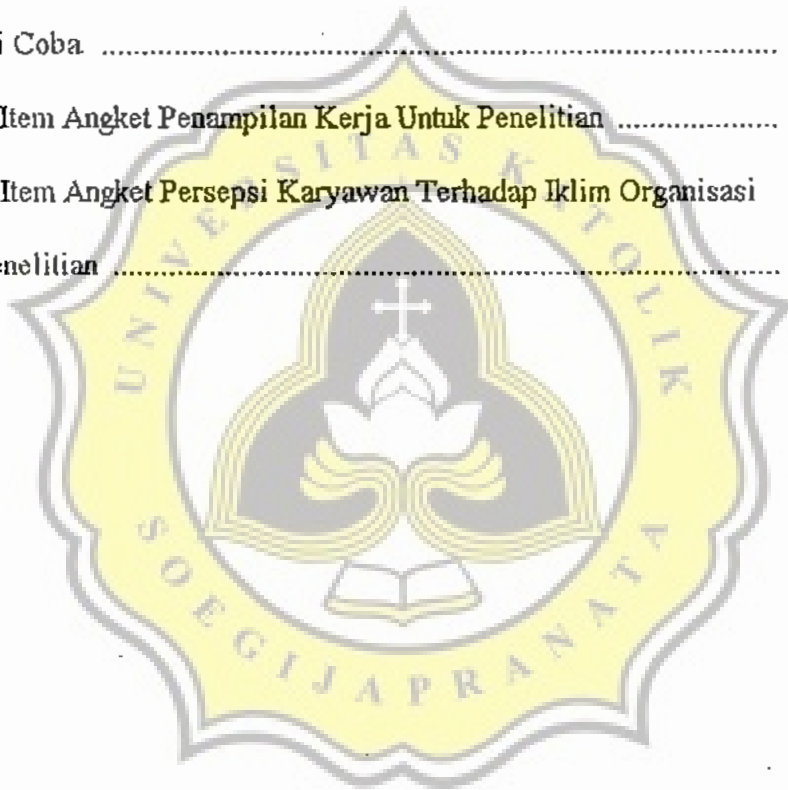 i Coba ................................................................................
Item Angket Penampilan Kerja Untuk Penelitian ...................
Item Angket Persepsi Karyawan Terhadap Iklim Organisasi
enelitian ................................................................................
UNIVERSITAS KATOLIK
SOEGIJAPRANATA